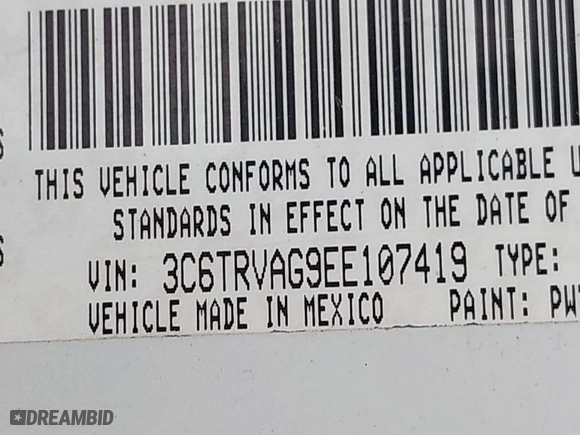 THIS VEHICLE CONFORMS TO ALL APPLICABLE U
STANDARDS IN EFFECT ON THE DATE OF
VIN: 3C6TRVAG9EE107419 TYPE:
VEHICLE MADE IN MEXICO PAINT: PW7
DREAMBID